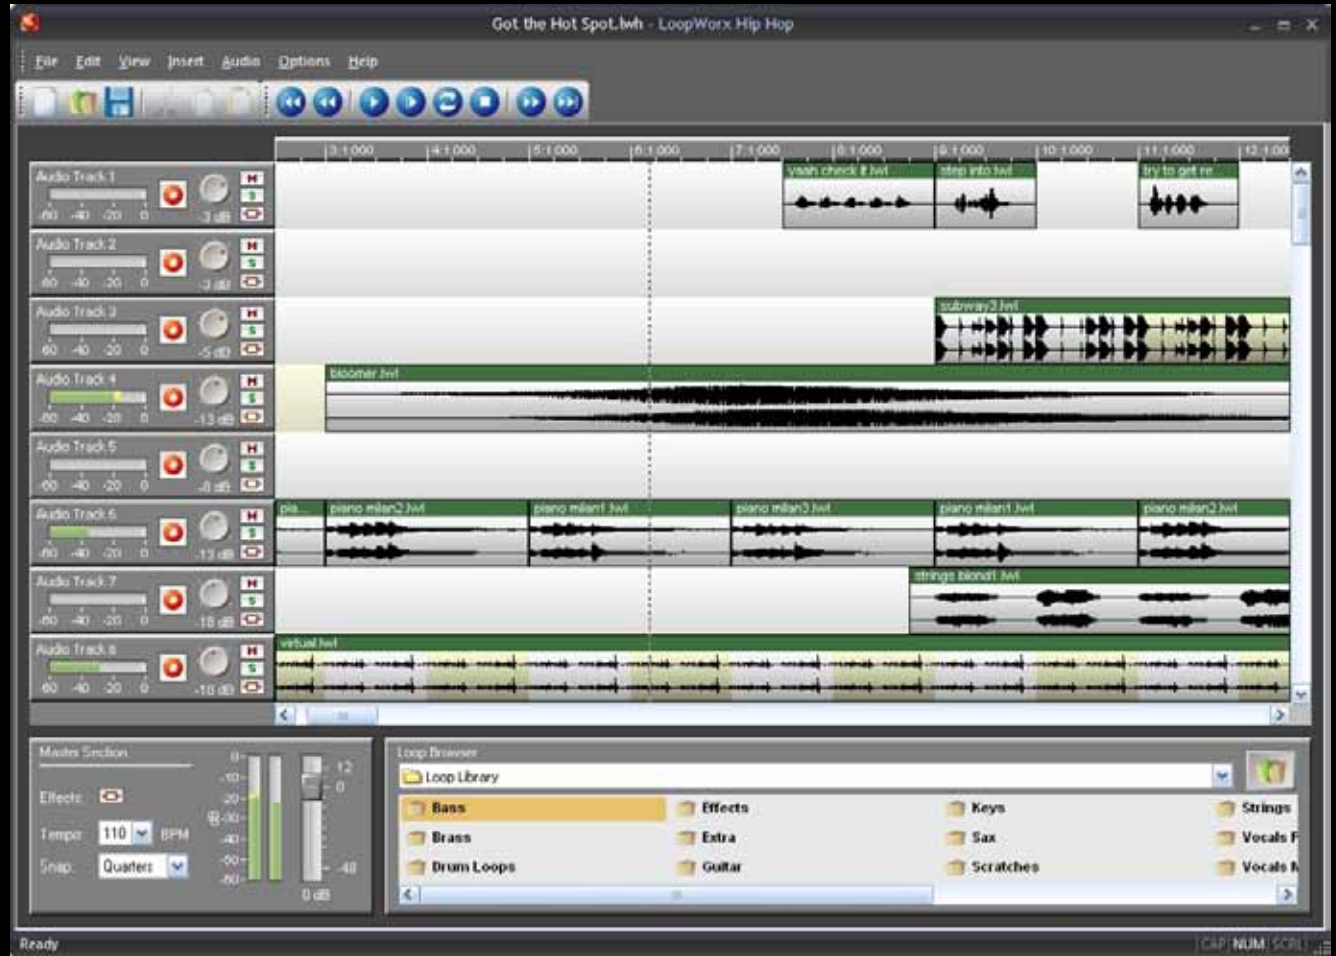 Got the Hot Spot.lwh - LoopWorx Hip Hop
File Edit View Insert Audio Options Help
3:1:000 4:1:000 5:1:000 6:1:000 7:1:000 8:1:000 9:1:000 10:1:000 11:1:000 12:1:00
Audio Track 1
yaah check it.lwl step into.lwl try to get re
M
S
-60 -40 -20 0 -3 dB
Audio Track 2
M
S
-60 -40 -20 0 -3 dB
Audio Track 3
subway3.lwl
M
S
-60 -40 -20 0 -5 dB
Audio Track 4
bloomer.lwl
M
S
-60 -40 -20 0 -13 dB
Audio Track 5
M
S
-60 -40 -20 0
Audio Track 6
pia... piano milan2.lwl piano milan1.lwl piano milan3.lwl piano milan1.lwl piano milan2.lwl
M
S
-60 -40 -20 0 -13 dB
Audio Track 7
strings blond1.lwl
M
S
-60 -40 -20 0 -18 dB
Audio Track 8
virtual.lwl
M
S
-60 -40 -20 0 -18 dB
Master Section
Effects:
Tempo: 110 BPM
Snap: Quarters
0
-10
-20
-30
-40
-50
-60
12
0
-48
0 dB
Loop Browser
Loop Library
Bass Effects Keys Strings
Brass Extra Sax Vocals F
Drum Loops Guitar Scratches Vocals M
Ready CAP NUM SCRL